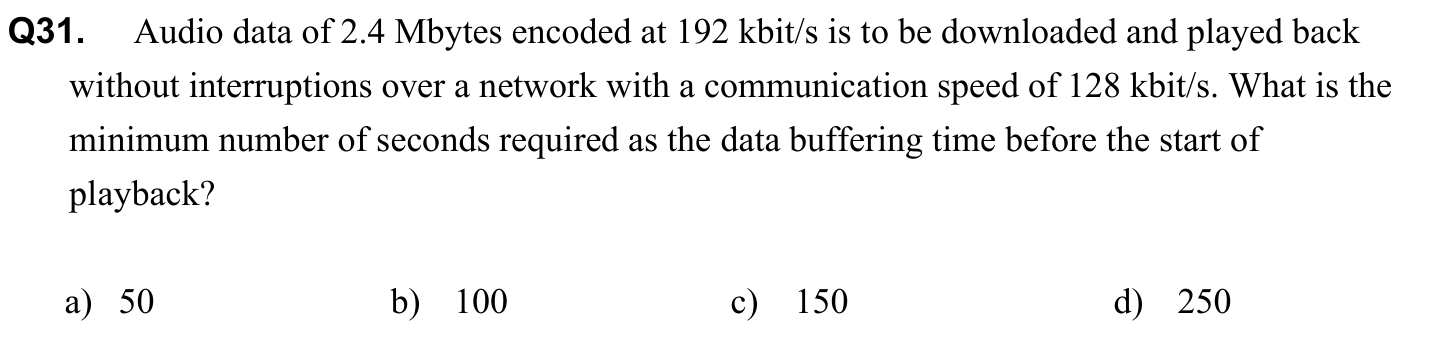 Q31. Audio data of 2.4 Mbytes encoded at 192 kbit/s is to be downloaded and played back
without interruptions over a network with a communication speed of 128 kbit/s. What is the
minimum number of seconds required as the data buffering time before the start of
playback?
a) 50 b) 100 c) 150 d) 250